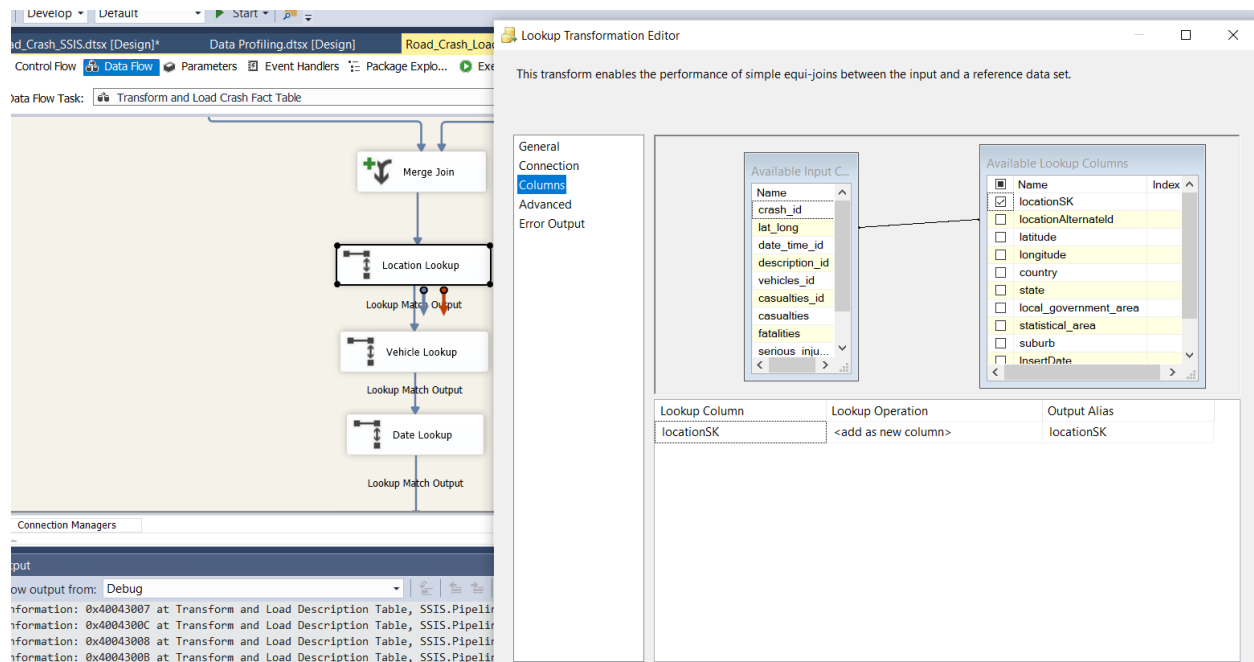 Develop Default Start
ad_Crash_SSIS.dtsx [Design]* Data Profiling.dtsx [Design] Road_Crash_Loa
Control Flow Data Flow Parameters Event Handlers Package Explo... Exe
Data Flow Task: Transform and Load Crash Fact Table
Merge Join
Location Lookup
Lookup Match Output
Vehicle Lookup
Lookup Match Output
Date Lookup
Lookup Match Output
Connection Managers
put
ow output from: Debug
nformation: 0x40043007 at Transform and Load Description Table, SSIS.Pipelin
nformation: 0x4004300C at Transform and Load Description Table, SSIS.Pipelin
nformation: 0x40043008 at Transform and Load Description Table, SSIS.Pipelin
nformation: 0x4004300B at Transform and Load Description Table, SSIS.Pipelin
Lookup Transformation Editor
This transform enables the performance of simple equi-joins between the input and a reference data set.
General
Connection
Columns
Advanced
Error Output
Available Input C...
Name
crash_id
lat_long
date_time_id
description_id
vehicles_id
casualties_id
casualties
fatalities
serious_inju...
Available Lookup Columns
Name Index
locationSK
locationAlternateId
latitude
longitude
country
state
local_government_area
statistical_area
suburb
InsertDate
Lookup Column Lookup Operation Output Alias
locationSK <add as new column> locationSK